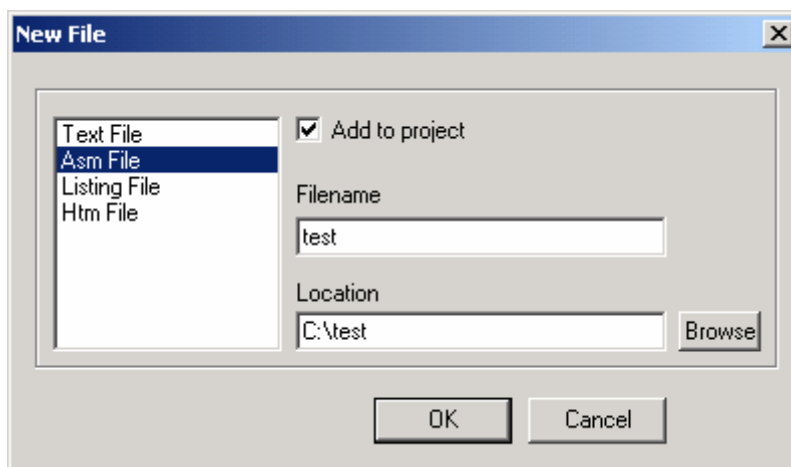 New File
Text File
Asm File
Listing File
Htm File
Add to project
Filename
test
Location
C:\test
Browse
OK
Cancel